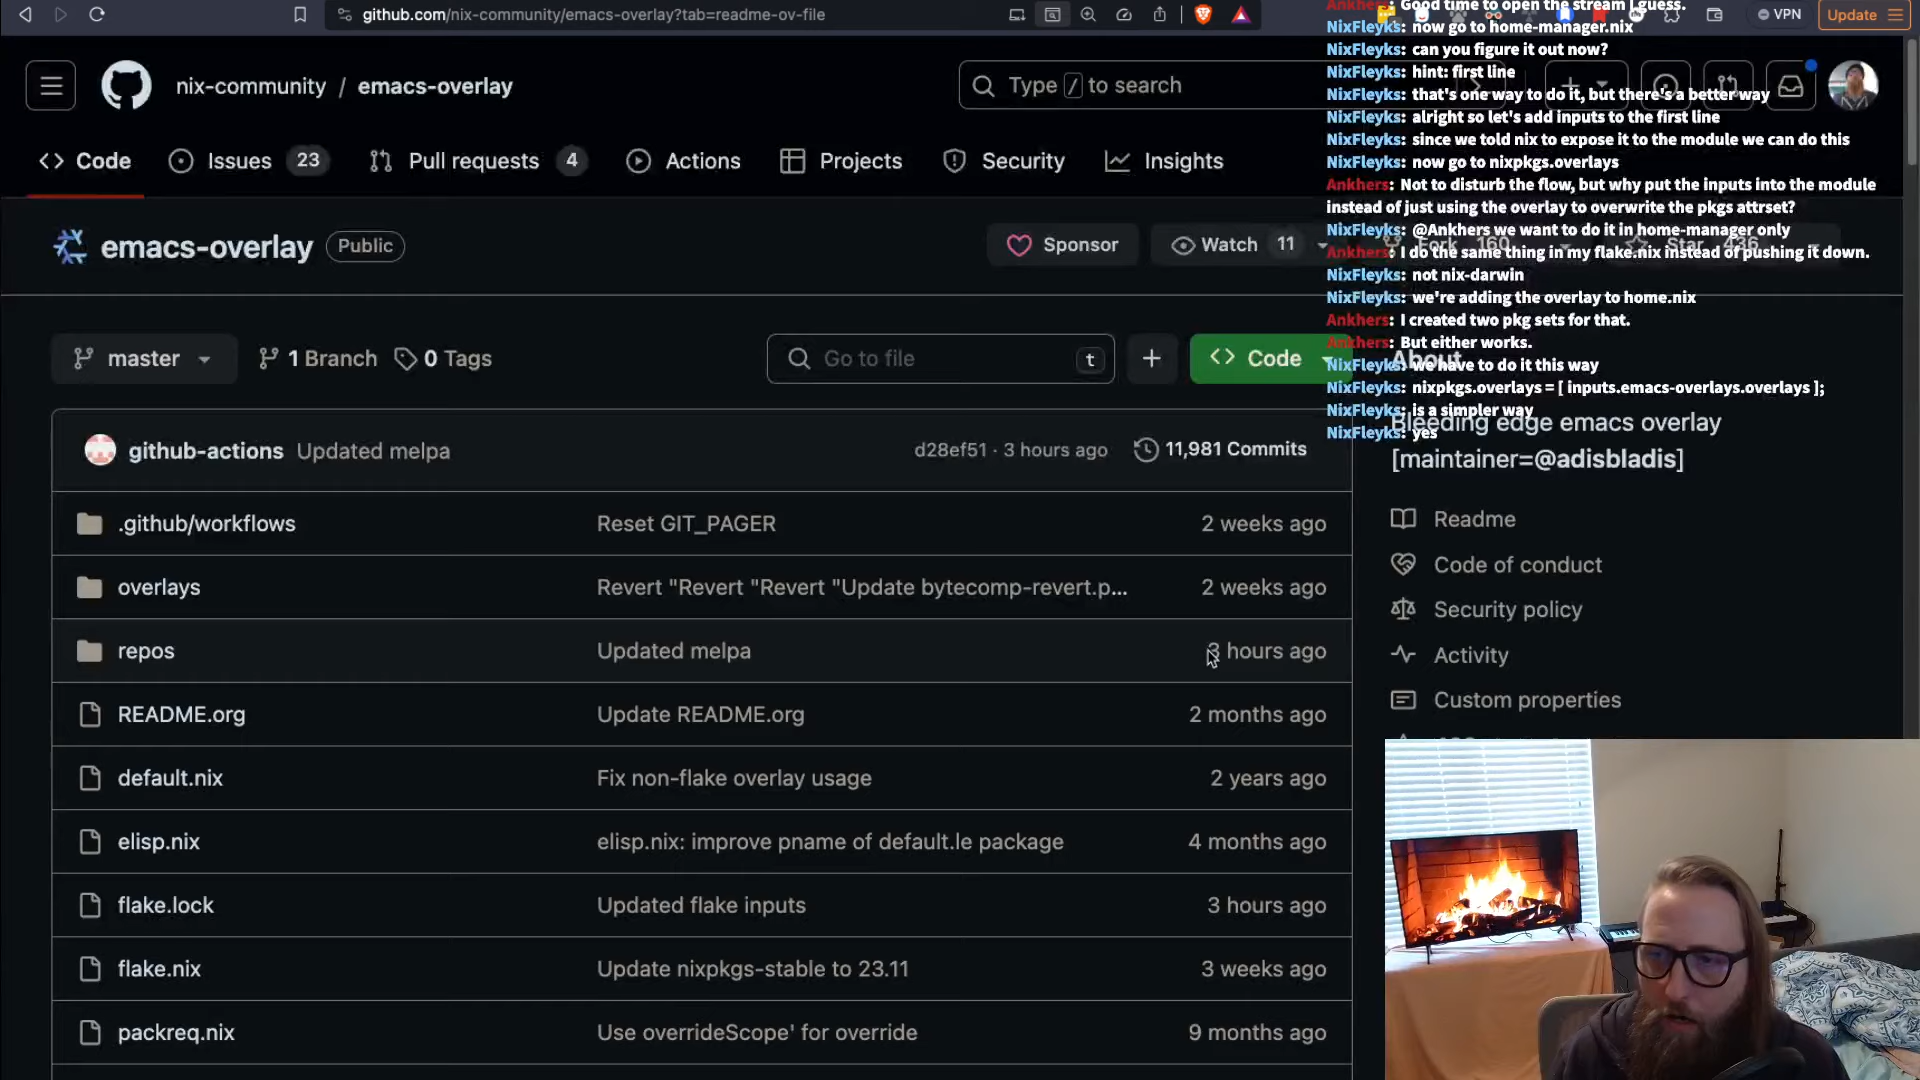 github.com/nix-community/emacs-overlay?tab=readme-ov-file
VPN
Update
nix-community / emacs-overlay
Type / to search
Code
Issues 23
Pull requests 4
Actions
Projects
Security
Insights
emacs-overlay Public
Sponsor
Watch 11
Fork 160
Star 436
master
1 Branch
0 Tags
Go to file
t
Code
About
Bleeding edge emacs overlay
[maintainer=@adisbladis]
Readme
Code of conduct
Security policy
Activity
Custom properties
github-actions Updated melpa d28ef51 · 3 hours ago 11,981 Commits
.github/workflows Reset GIT_PAGER 2 weeks ago
overlays Revert "Revert "Revert "Update bytecomp-revert.p... 2 weeks ago
repos Updated melpa 3 hours ago
README.org Update README.org 2 months ago
default.nix Fix non-flake overlay usage 2 years ago
elisp.nix elisp.nix: improve pname of default.le package 4 months ago
flake.lock Updated flake inputs 3 hours ago
flake.nix Update nixpkgs-stable to 23.11 3 weeks ago
packreq.nix Use overrideScope' for override 9 months ago
Ankhers: Good time to open the stream I guess.
NixFleyks: now go to home-manager.nix
NixFleyks: can you figure it out now?
NixFleyks: hint: first line
NixFleyks: that's one way to do it, but there's a better way
NixFleyks: alright so let's add inputs to the first line
NixFleyks: since we told nix to expose it to the module we can do this
NixFleyks: now go to nixpkgs.overlays
Ankhers: Not to disturb the flow, but why put the inputs into the module
instead of just using the overlay to overwrite the pkgs attrset?
NixFleyks: @Ankhers we want to do it in home-manager only
Ankhers: I do the same thing in my flake.nix instead of pushing it down.
NixFleyks: not nix-darwin
NixFleyks: we're adding the overlay to home.nix
Ankhers: I created two pkg sets for that.
Ankhers: But either works.
NixFleyks: we have to do it this way
NixFleyks: nixpkgs.overlays = [ inputs.emacs-overlays.overlays ];
NixFleyks: is a simpler way
NixFleyks: yes